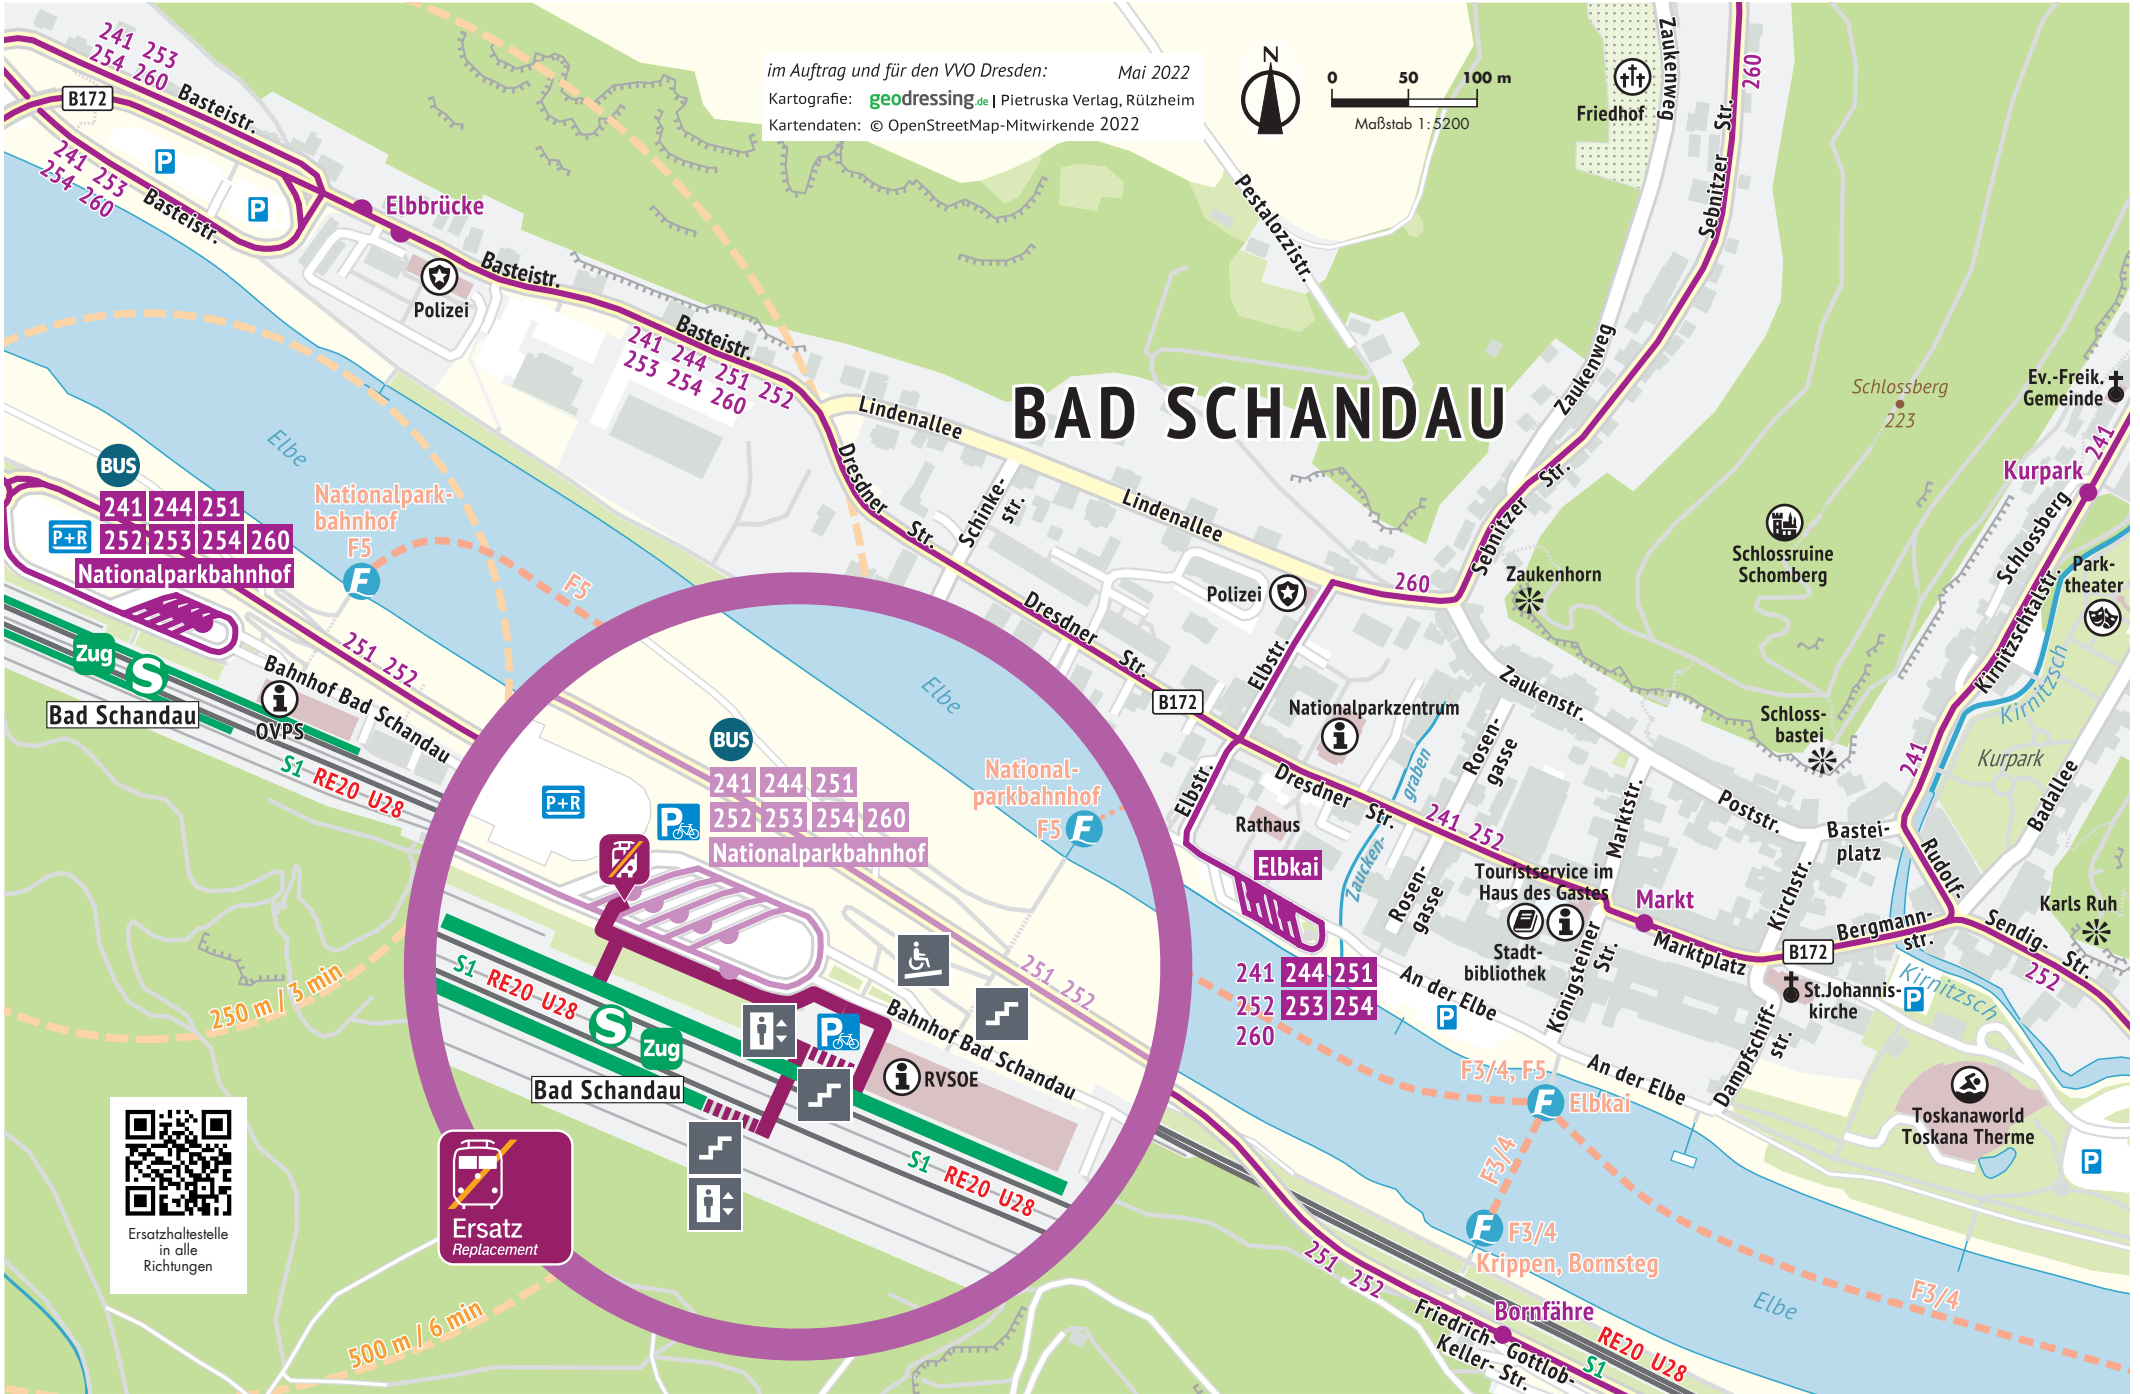 241 253
254 260
B172
Basteistr.
241 253
254 260
Basteistr.
P
P
Elbbrücke
Polizei
Basteistr.
Basteistr.
241 244 251 252
253 254 260
im Auftrag und für den VVO Dresden: Mai 2022
Kartografie: geodressing.de | Pietruska Verlag, Rülzheim
Kartendaten: © OpenStreetMap-Mitwirkende 2022
N
0 50 100 m
Maßstab 1:5200
Friedhof
Zaukenweg
260
Sebnitzer Str.
Pestalozzistr.
BAD SCHANDAU
Zaukenweg
Schlossberg
223
Ev.-Freik.
Gemeinde
241
Kurpark
Lindenallee
Lindenallee
Dresdner Str.
Schinke-
str.
Sebnitzer Str.
Elbe
BUS
241 244 251
252 253 254 260
P+R
Nationalparkbahnhof
Nationalpark-
bahnhof
F5
F
F5
Zug
S
Bad Schandau
251 252
Bahnhof Bad Schandau
i
OVPS
S1 RE20 U28
Schlossruine
Schomberg
Schlossberg
Kirnitzschtalstr.
Park-
theater
Kirnitzsch
Zaukenhorn
260
Polizei
Dresdner Str.
Elbstr.
B172
Nationalparkzentrum
i
Zaukenstr.
Rosen-
gasse
Schloss-
bastei
241
Kurpark
Badallee
Elbe
BUS
241 244 251
252 253 254 260
Nationalparkbahnhof
P+R
P
National-
parkbahnhof
F5
F
Elbstr.
Dresdner Str.
Rathaus
Zaucken-
graben
241 252
Marktstr.
Poststr.
Bastei-
platz
Rudolf-
Sendig-
Str.
Karls Ruh
Elbkai
Rosen-
gasse
Touristservice im
Haus des Gastes
i
Stadt-
bibliothek
Markt
Kirchstr.
Marktplatz
B172
Bergmann-
str.
252
Kirnitzsch
P
St.Johannis-
kirche
241 244 251
252 253 254
260
An der Elbe
P
Königsteiner
Str.
Dampfschiff-
str.
An der Elbe
F3/4, F5
F
Elbkai
F3/4
F
F3/4
Krippen, Bornsteg
Toskanaworld
Toskana Therme
P
S1 RE20 U28
S
Zug
Bad Schandau
251 252
Bahnhof Bad Schandau
P
i
RVSOE
S1 RE20 U28
250 m / 3 min
500 m / 6 min
Ersatzhaltestelle
in alle
Richtungen
Ersatz
Replacement
251 252
Bornfähre
Friedrich-Gottlob-
Keller-Str.
S1
RE20 U28
Elbe
F3/4